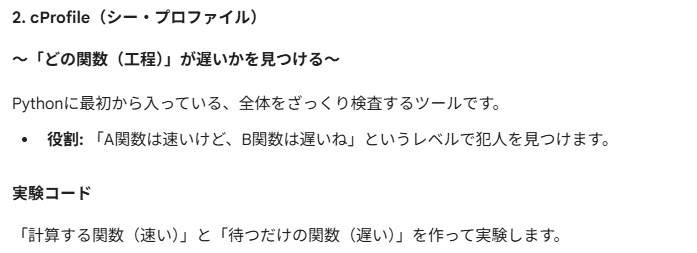 2. cProfile（シー・プロファイル）
〜「どの関数（工程）」が遅いかを見つける〜
Pythonに最初から入っている、全体をざっくり検査するツールです。
• 役割: 「A関数は速いけど、B関数は遅いね」というレベルで犯人を見つけます。
実験コード
「計算する関数（速い）」と「待つだけの関数（遅い）」を作って実験します。